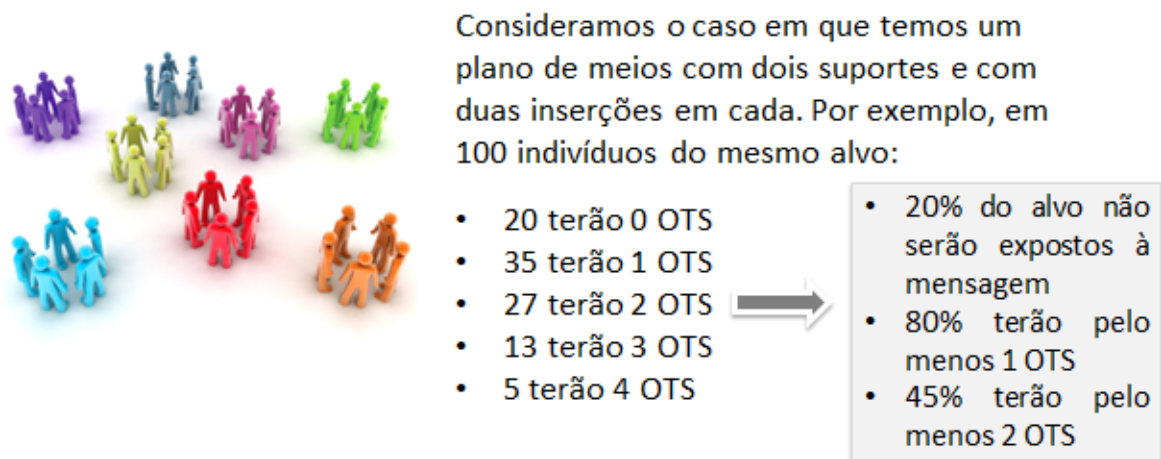 Consideramos o caso em que temos um
plano de meios com dois suportes e com
duas inserções em cada. Por exemplo, em
100 indivíduos do mesmo alvo:
• 20 terão 0 OTS
• 35 terão 1 OTS
• 27 terão 2 OTS
• 13 terão 3 OTS
• 5 terão 4 OTS
• 20% do alvo não
serão expostos à
mensagem
• 80% terão pelo
menos 1 OTS
• 45% terão pelo
menos 2 OTS